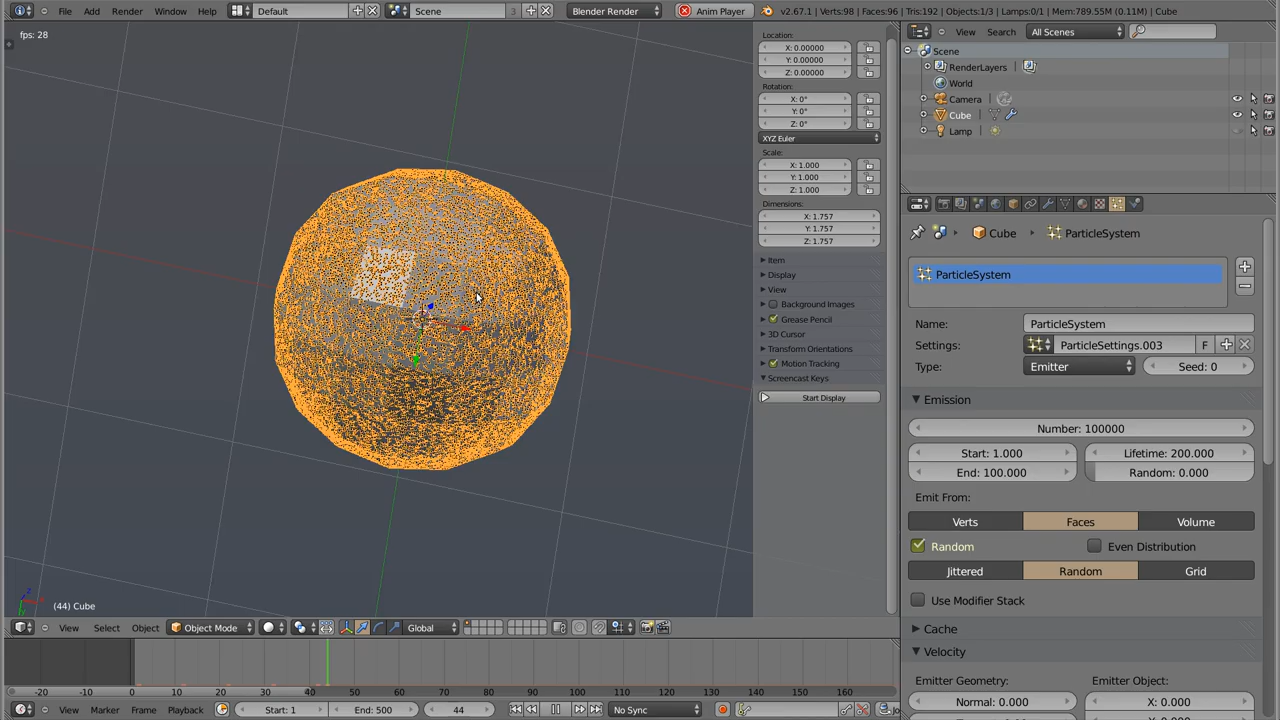 File Add Render Window Help Default Scene 3 Blender Render Anim Player v2.67.1 | Verts:98 | Faces:96 | Tris:192 | Objects:1/3 | Lamps:0/1 | Mem:789.55M (0.11M) | Cube
fps: 28
Location:
X: 0.00000
Y: 0.00000
Z: 0.00000
Rotation:
X: 0°
Y: 0°
Z: 0°
XYZ Euler
Scale:
X: 1.000
Y: 1.000
Z: 1.000
Dimensions:
X: 1.757
Y: 1.757
Z: 1.757
Item
Display
View
Background Images
Grease Pencil
3D Cursor
Transform Orientations
Motion Tracking
Screencast Keys
Start Display
(44) Cube
View Select Object Object Mode Global
-20 0 20 40 60 80 100 120 140 160
-10 10 30 50 70 90 110 130 150
View Marker Frame Playback Start: 1 End: 500 44 No Sync
View Search All Scenes
Scene
RenderLayers
World
Camera
Cube
Lamp
Cube ParticleSystem
ParticleSystem
Name: ParticleSystem
Settings: ParticleSettings.003 F
Type: Emitter Seed: 0
Emission
Number: 100000
Start: 1.000 Lifetime: 200.000
End: 100.000 Random: 0.000
Emit From:
Verts Faces Volume
Random Even Distribution
Jittered Random Grid
Use Modifier Stack
Cache
Velocity
Emitter Geometry: Emitter Object:
Normal: 0.000 X: 0.000